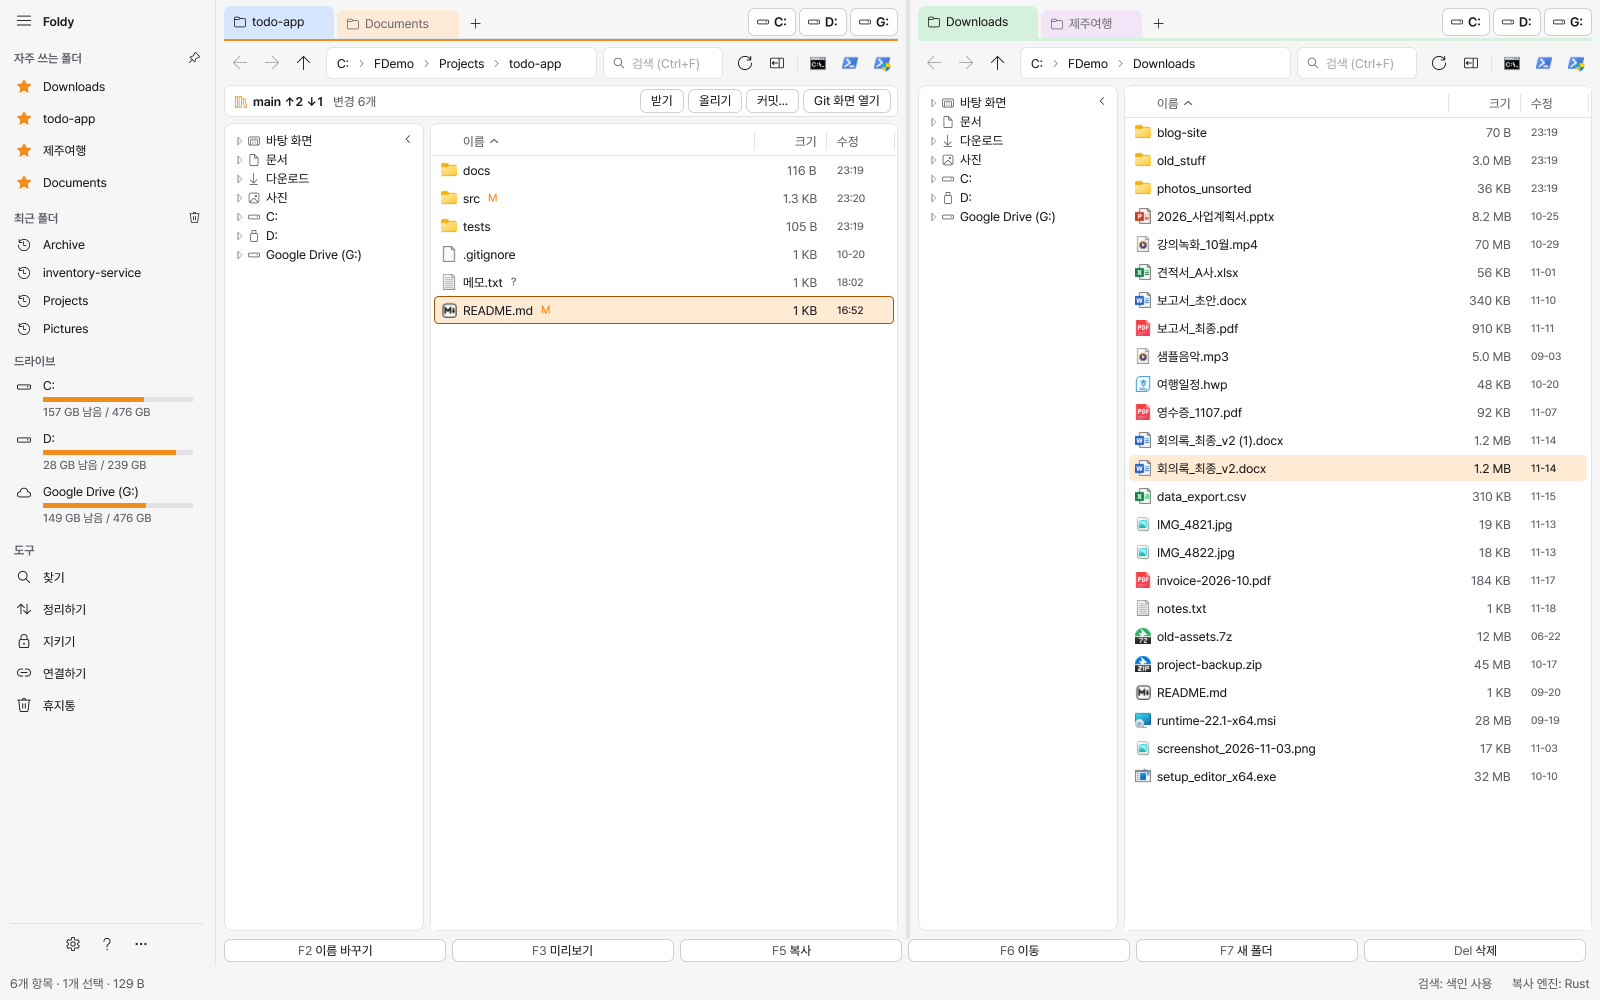 Foldy
자주 쓰는 폴더
Downloads
todo-app
제주여행
Documents
최근 폴더
Archive
inventory-service
Projects
Pictures
드라이브
C:
157 GB 남음 / 476 GB
D:
28 GB 남음 / 239 GB
Google Drive (G:)
149 GB 남음 / 476 GB
도구
찾기
정리하기
지키기
연결하기
휴지통
todo-app Documents C: D: G:
C: FDemo Projects todo-app 검색 (Ctrl+F)
main ↑2 ↓1 변경 6개 받기 올리기 커밋... Git 화면 열기
바탕 화면
문서
다운로드
사진
C:
D:
Google Drive (G:)
이름 크기 수정
docs 116 B 23:19
src M 1.3 KB 23:20
tests 105 B 23:19
.gitignore 1 KB 10-20
메모.txt ? 1 KB 18:02
README.md M 1 KB 16:52
Downloads 제주여행 C: D: G:
C: FDemo Downloads 검색 (Ctrl+F)
바탕 화면
문서
다운로드
사진
C:
D:
Google Drive (G:)
이름 크기 수정
blog-site 70 B 23:19
old_stuff 3.0 MB 23:19
photos_unsorted 36 KB 23:19
2026_사업계획서.pptx 8.2 MB 10-25
강의녹화_10월.mp4 70 MB 10-29
견적서_A사.xlsx 56 KB 11-01
보고서_초안.docx 340 KB 11-10
보고서_최종.pdf 910 KB 11-11
샘플음악.mp3 5.0 MB 09-03
여행일정.hwp 48 KB 10-20
영수증_1107.pdf 92 KB 11-07
회의록_최종_v2 (1).docx 1.2 MB 11-14
회의록_최종_v2.docx 1.2 MB 11-14
data_export.csv 310 KB 11-15
IMG_4821.jpg 19 KB 11-13
IMG_4822.jpg 18 KB 11-13
invoice-2026-10.pdf 184 KB 11-17
notes.txt 1 KB 11-18
old-assets.7z 12 MB 06-22
project-backup.zip 45 MB 10-17
README.md 1 KB 09-20
runtime-22.1-x64.msi 28 MB 09-19
screenshot_2026-11-03.png 17 KB 11-03
setup_editor_x64.exe 32 MB 10-10
F2 이름 바꾸기 F3 미리보기 F5 복사 F6 이동 F7 새 폴더 Del 삭제
6개 항목 · 1개 선택 · 129 B 검색: 색인 사용 복사 엔진: Rust